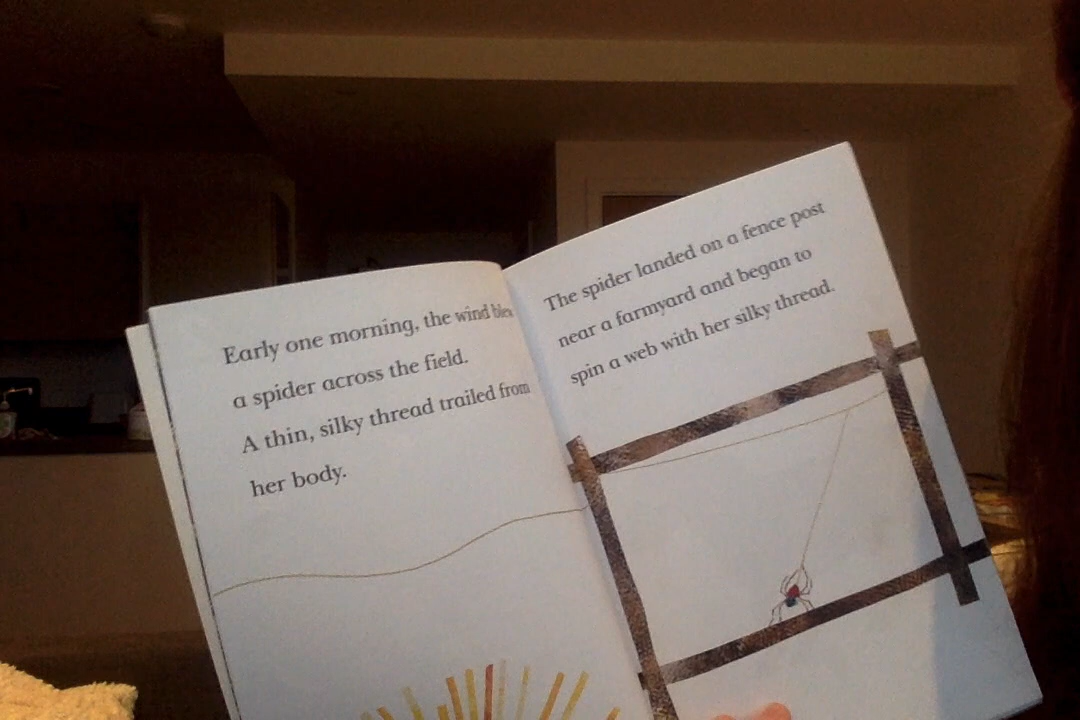 Early one morning, the wind blew
a spider across the field.
A thin, silky thread trailed from
her body.
The spider landed on a fence post
near a farmyard and began to
spin a web with her silky thread.